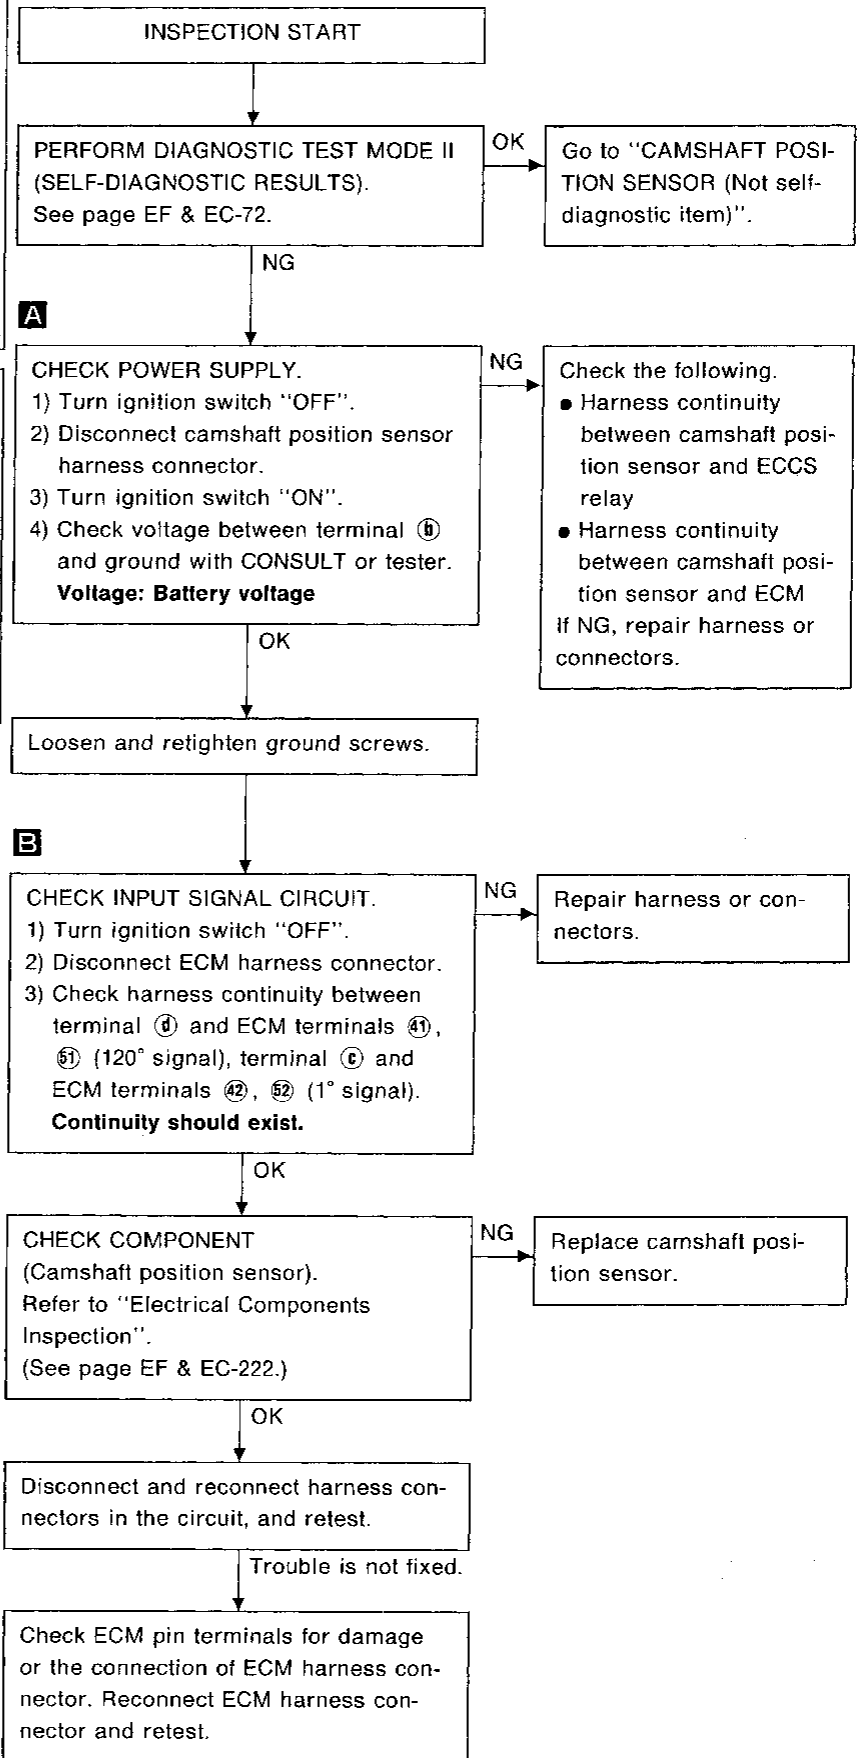 INSPECTION START
PERFORM DIAGNOSTIC TEST MODE II
(SELF-DIAGNOSTIC RESULTS).
See page EF & EC-72.
OK
Go to "CAMSHAFT POSI-
TION SENSOR (Not self-
diagnostic item)".
NG
A
CHECK POWER SUPPLY.
1) Turn ignition switch "OFF".
2) Disconnect camshaft position sensor
harness connector.
3) Turn ignition switch "ON".
4) Check voltage between terminal ⓑ
and ground with CONSULT or tester.
Voltage: Battery voltage
NG
Check the following.
● Harness continuity
between camshaft posi-
tion sensor and ECCS
relay
● Harness continuity
between camshaft posi-
tion sensor and ECM
If NG, repair harness or
connectors.
OK
Loosen and retighten ground screws.
B
CHECK INPUT SIGNAL CIRCUIT.
1) Turn ignition switch "OFF".
2) Disconnect ECM harness connector.
3) Check harness continuity between
terminal ⓓ and ECM terminals ㊶,
51 (120° signal), terminal ⓒ and
ECM terminals ㊷, 52 (1° signal).
Continuity should exist.
NG
Repair harness or con-
nectors.
OK
CHECK COMPONENT
(Camshaft position sensor).
Refer to "Electrical Components
Inspection".
(See page EF & EC-222.)
NG
Replace camshaft posi-
tion sensor.
OK
Disconnect and reconnect harness con-
nectors in the circuit, and retest.
Trouble is not fixed.
Check ECM pin terminals for damage
or the connection of ECM harness con-
nector. Reconnect ECM harness con-
nector and retest.